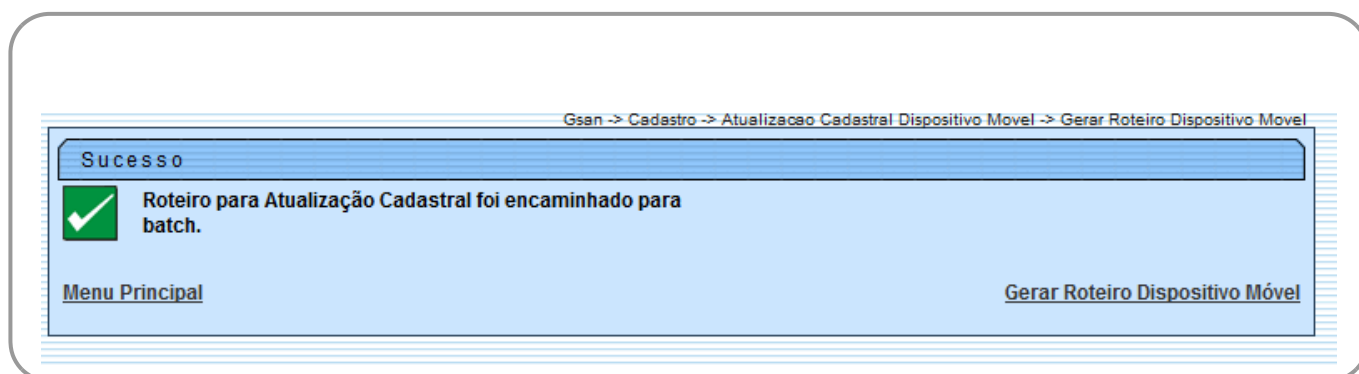 Gsan -> Cadastro -> Atualizacao Cadastral Dispositivo Movel -> Gerar Roteiro Dispositivo Movel
Sucesso
Roteiro para Atualização Cadastral foi encaminhado para
batch.
Menu Principal
Gerar Roteiro Dispositivo Móvel